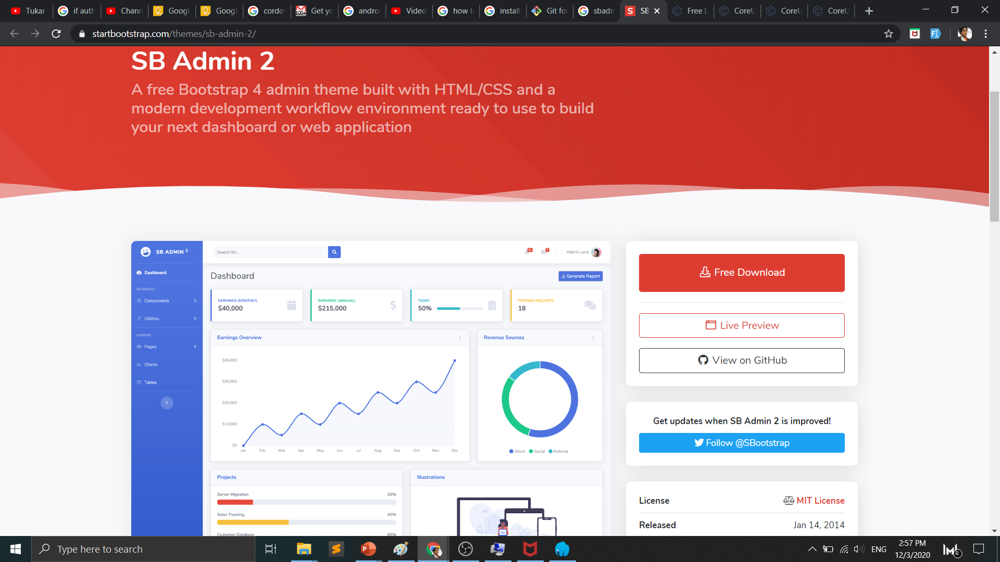 Tukar
if auth
Chann
Googl
Googl
cordov
Get yo
androi
Video
how t
install
Git for
sbadm
SB
Free L
CoreU
CoreU
CoreU
startbootstrap.com/themes/sb-admin-2/
SB Admin 2
A free Bootstrap 4 admin theme built with HTML/CSS and a
modern development workflow environment ready to use to build
your next dashboard or web application
SB ADMIN 2
Search for...
3+
7
Valerie Luna
Dashboard
INTERFACE
Components
Utilities
ADDONS
Pages
Charts
Tables
Dashboard
Generate Report
EARNINGS (MONTHLY)
$40,000
EARNINGS (ANNUAL)
$215,000
TASKS
50%
PENDING REQUESTS
18
Earnings Overview
$40,000
$30,000
$20,000
$10,000
$0
Jan Feb Mar Apr May Jun Jul Aug Sep Oct Nov Dec
Revenue Sources
Direct Social Referral
Projects
Server Migration 20%
Sales Tracking 40%
Customer Database 60%
Illustrations
Free Download
Live Preview
View on GitHub
Get updates when SB Admin 2 is improved!
Follow @SBootstrap
License MIT License
Released Jan 14, 2014
Type here to search
ENG
2:57 PM
12/3/2020
2